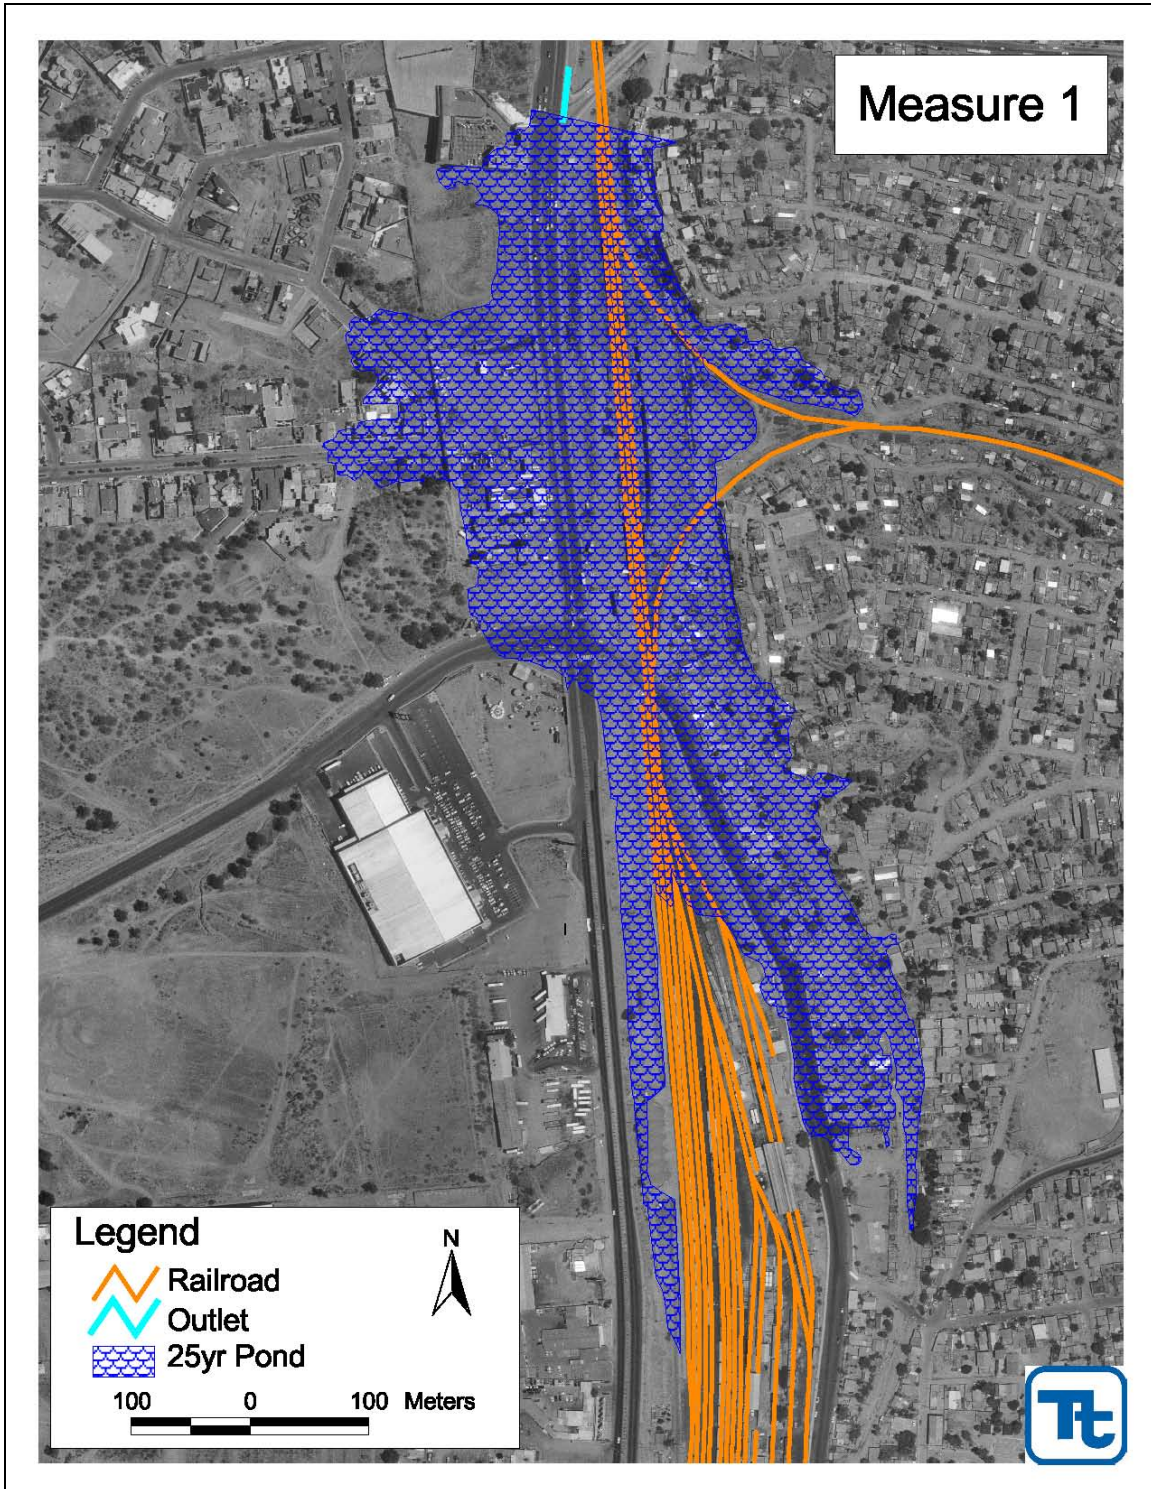 Measure 1
Legend
N
Railroad
Outlet
25yr Pond
100 0 100 Meters
Tt